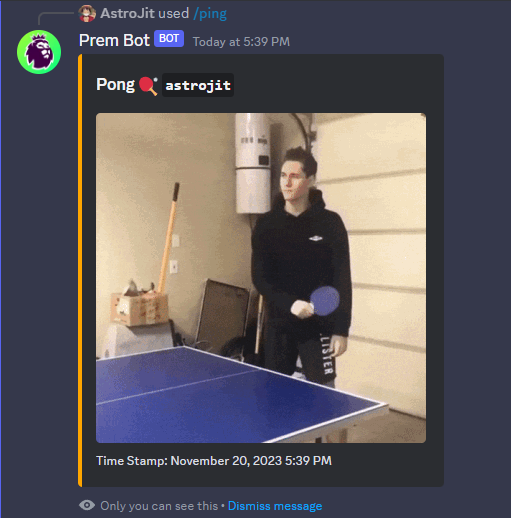 AstroJit used /ping
Prem Bot BOT Today at 5:39 PM
Pong astrojit
LISTER
Time Stamp: November 20, 2023 5:39 PM
Only you can see this • Dismiss message